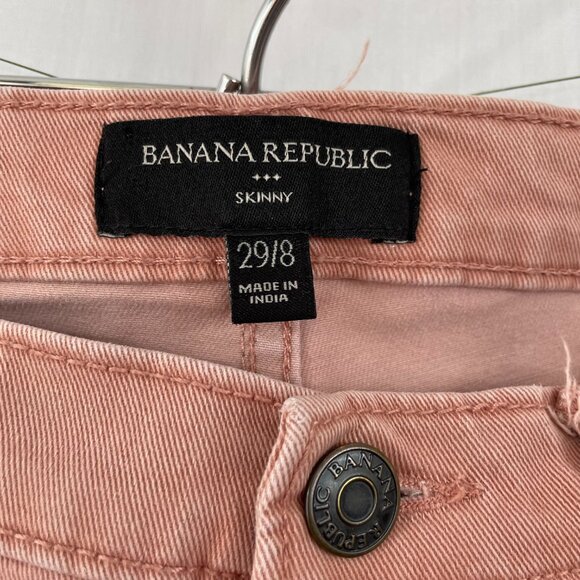 BANANA REPUBLIC
SKINNY
29/8
MADE IN
INDIA
BANANA REPUBLIC